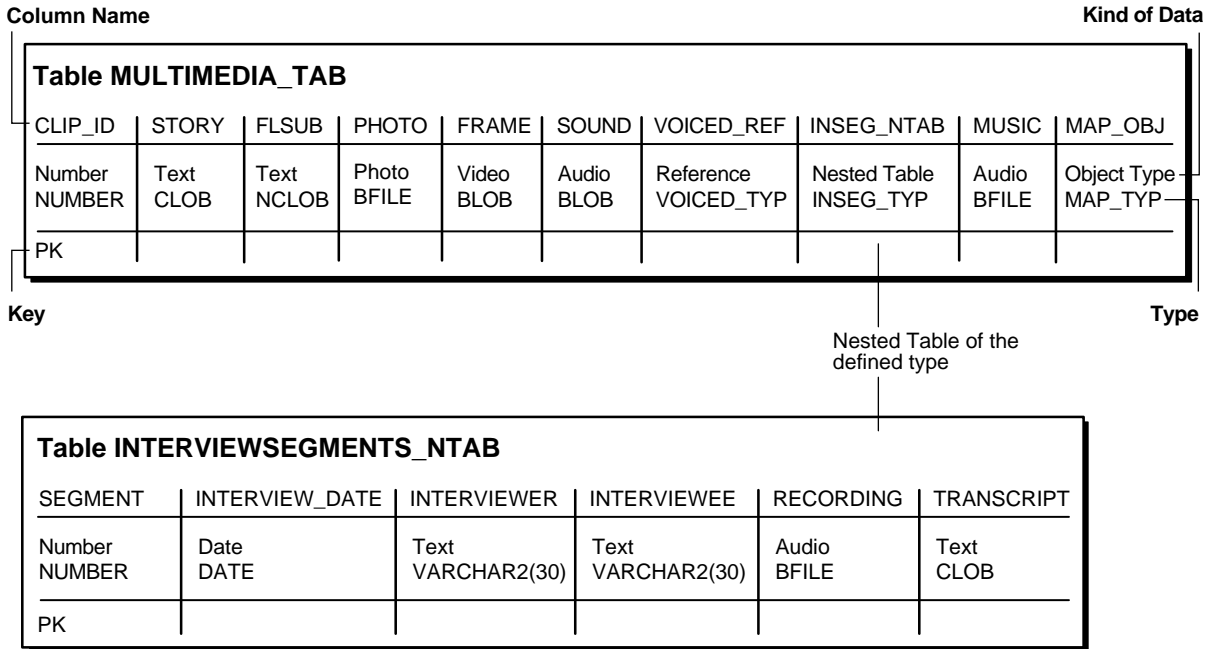 Column Name Kind of Data
Table MULTIMEDIA_TAB
CLIP_ID STORY FLSUB PHOTO FRAME SOUND VOICED_REF INSEG_NTAB MUSIC MAP_OBJ
Number Text Text Photo Video Audio Reference Nested Table Audio Object Type
NUMBER CLOB NCLOB BFILE BLOB BLOB VOICED_TYP INSEG_TYP BFILE MAP_TYP
PK
Key Type
Nested Table of the
defined type
Table INTERVIEWSEGMENTS_NTAB
SEGMENT INTERVIEW_DATE INTERVIEWER INTERVIEWEE RECORDING TRANSCRIPT
Number Date Text Text Audio Text
NUMBER DATE VARCHAR2(30) VARCHAR2(30) BFILE CLOB
PK